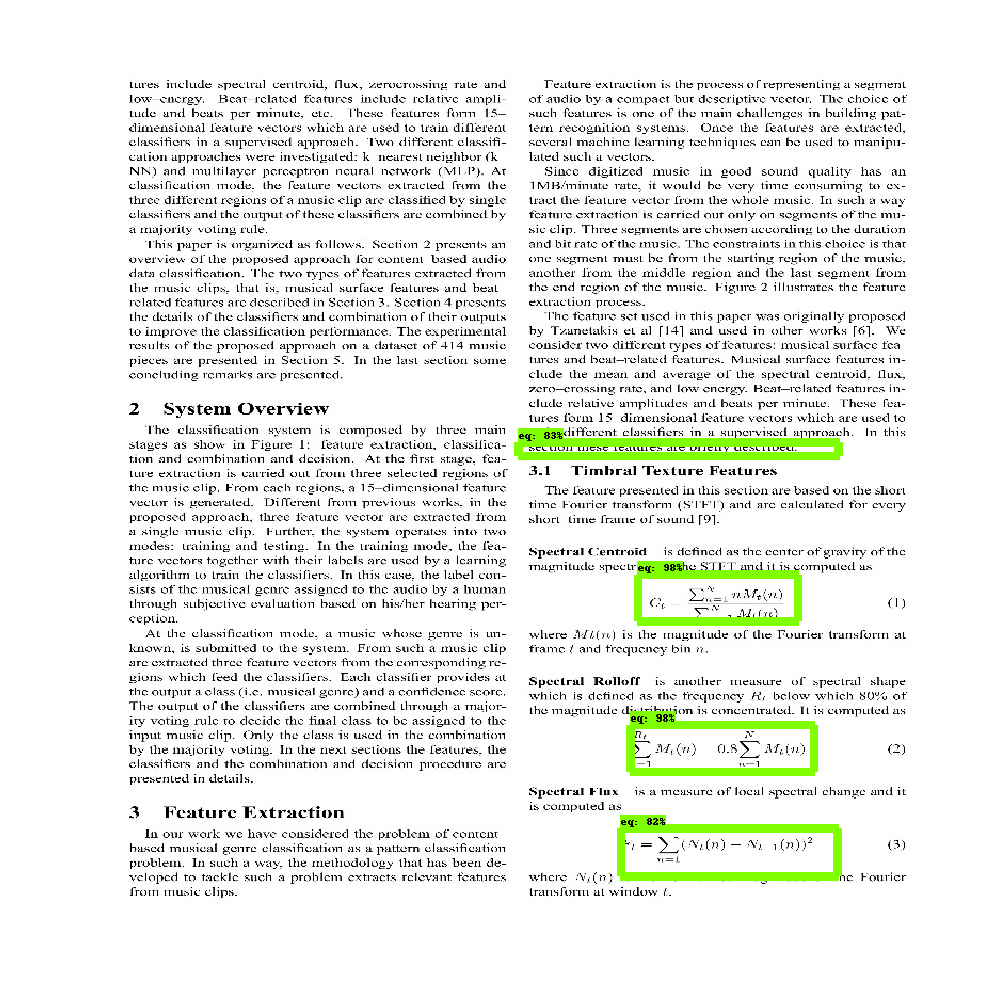 tures include spectral centroid, flux, zerocrossing rate and
low–energy. Beat–related features include relative ampli-
tude and beats per minute, etc. These features form 15–
dimensional feature vectors which are used to train different
classifiers in a supervised approach. Two different classifi-
cation approaches were investigated: k nearest neighbor (k
NN) and multilayer perceptron neural network (MLP). At
classification mode, the feature vectors extracted from the
three different regions of a music clip are classified by single
classifiers and the output of these classifiers are combined by
a majority voting rule.
This paper is organized as follows. Section 2 presents an
overview of the proposed approach for content based audio
data classification. The two types of features extracted from
the music clips, that is, musical surface features and beat
related features are described in Section 3. Section 4 presents
the details of the classifiers and combination of their outputs
to improve the classification performance. The experimental
results of the proposed approach on a dataset of 414 music
pieces are presented in Section 5. In the last section some
concluding remarks are presented.
2 System Overview
The classification system is composed by three main
stages as show in Figure 1: feature extraction, classifica-
tion and combination and decision. At the first stage, fea-
ture extraction is carried out from three selected regions of
the music clip. From each regions, a 15–dimensional feature
vector is generated. Different from previous works, in the
proposed approach, three feature vector are extracted from
a single music clip. Further, the system operates into two
modes: training and testing. In the training mode, the fea-
ture vectors together with their labels are used by a learning
algorithm to train the classifiers. In this case, the label con-
sists of the musical genre assigned to the audio by a human
through subjective evaluation based on his/her hearing per-
ception.
At the classification mode, a music whose genre is un-
known, is submitted to the system. From such a music clip
are extracted three feature vectors from the corresponding re-
gions which feed the classifiers. Each classifier provides at
the output a class (i.e. musical genre) and a confidence score.
The output of the classifiers are combined through a major-
ity voting rule to decide the final class to be assigned to the
input music clip. Only the class is used in the combination
by the majority voting. In the next sections the features, the
classifiers and the combination and decision procedure are
presented in details.
3 Feature Extraction
In our work we have considered the problem of content
based musical genre classification as a pattern classification
problem. In such a way, the methodology that has been de-
veloped to tackle such a problem extracts relevant features
from music clips.
Feature extraction is the process of representing a segment
of audio by a compact but descriptive vector. The choice of
such features is one of the main challenges in building pat-
tern recognition systems. Once the features are extracted,
several machine learning techniques can be used to manipu-
lated such a vectors.
Since digitized music in good sound quality has an
1MB/minute rate, it would be very time consuming to ex-
tract the feature vector from the whole music. In such a way
feature extraction is carried out only on segments of the mu-
sic clip. Three segments are chosen according to the duration
and bit rate of the music. The constraints in this choice is that
one segment must be from the starting region of the music,
another from the middle region and the last segment from
the end region of the music. Figure 2 illustrates the feature
extraction process.
The feature set used in this paper was originally proposed
by Tzanetakis et al [14] and used in other works [6]. We
consider two different types of features: musical surface fea
tures and beat–related features. Musical surface features in-
clude the mean and average of the spectral centroid, flux,
zero–crossing rate, and low energy. Beat–related features in-
clude relative amplitudes and beats per minute. These fea-
tures form 15 dimensional feature vectors which are used to
eq: 83% different classifiers in a supervised approach. In this
section these features are briefly described.
3.1 Timbral Texture Features
The feature presented in this section are based on the short
time Fourier transform (STFT) and are calculated for every
short time frame of sound [9].
Spectral Centroid is defined as the center of gravity of the
magnitude spectr eq: 98% he STFT and it is computed as
C_t = ∑_{n=1}^{N} nM_t(n) / ∑^{N} M_t(n) (1)
where Mt(n) is the magnitude of the Fourier transform at
frame t and frequency bin n.
Spectral Rolloff is another measure of spectral shape
which is defined as the frequency R_t below which 80% of
the magnitude distribution is concentrated. It is computed as
eq: 98%
∑_{=1}^{R_t} M_t(n) 0.8 ∑_{n=1}^{N} M_t(n) (2)
Spectral Flux is a measure of local spectral change and it
is computed as
eq: 82%
F_t = ∑_{n=1} (N_t(n) − N_{t−1}(n))² (3)
where N_t(n) he Fourier
transform at window t.